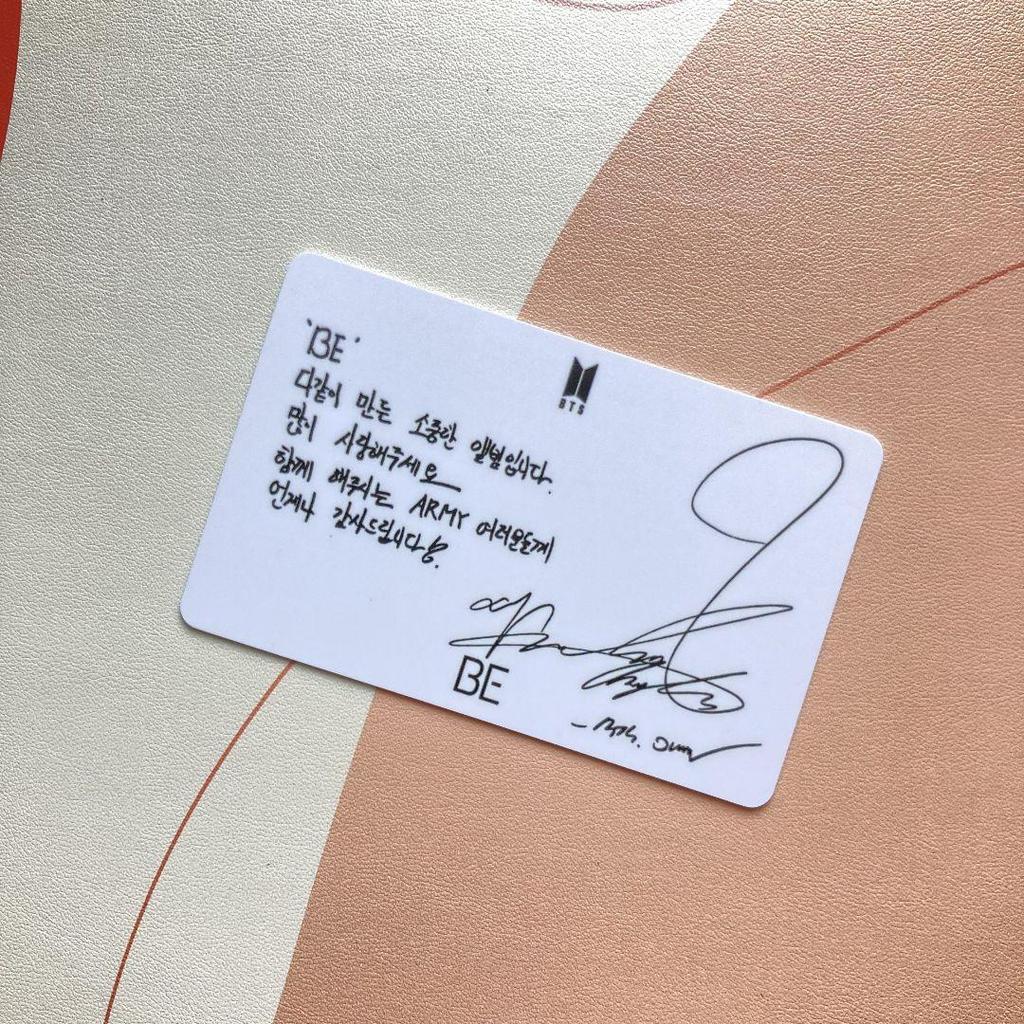 'BE'
다같이 만든 소중한 앨범입니다.
많이 사랑해주세요
함께 해주시는 ARMY 여러분들께
언제나 감사드립니다.
BTS
BE